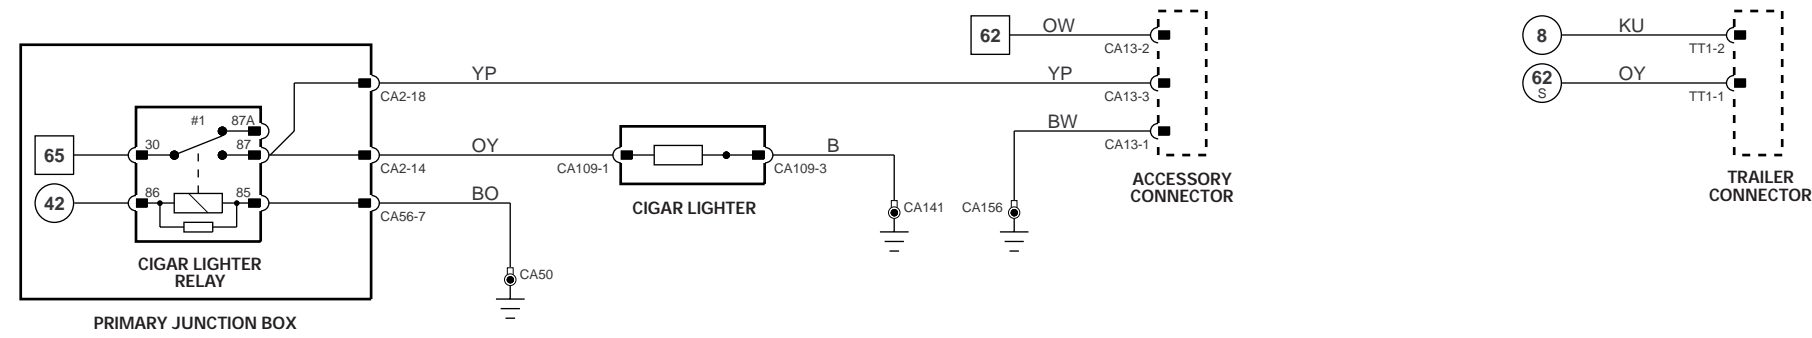 62
OW
CA13-2
8
KU
TT1-2
YP
YP
CA2-18
CA13-3
62
S
OY
TT1-1
#1
87A
65
30
87
OY
CA2-14
CA109-1
B
CA109-3
BW
CA13-1
ACCESSORY
CONNECTOR
TRAILER
CONNECTOR
42
86
85
BO
CA56-7
CIGAR LIGHTER
CA141
CA156
CIGAR LIGHTER
RELAY
CA50
PRIMARY JUNCTION BOX